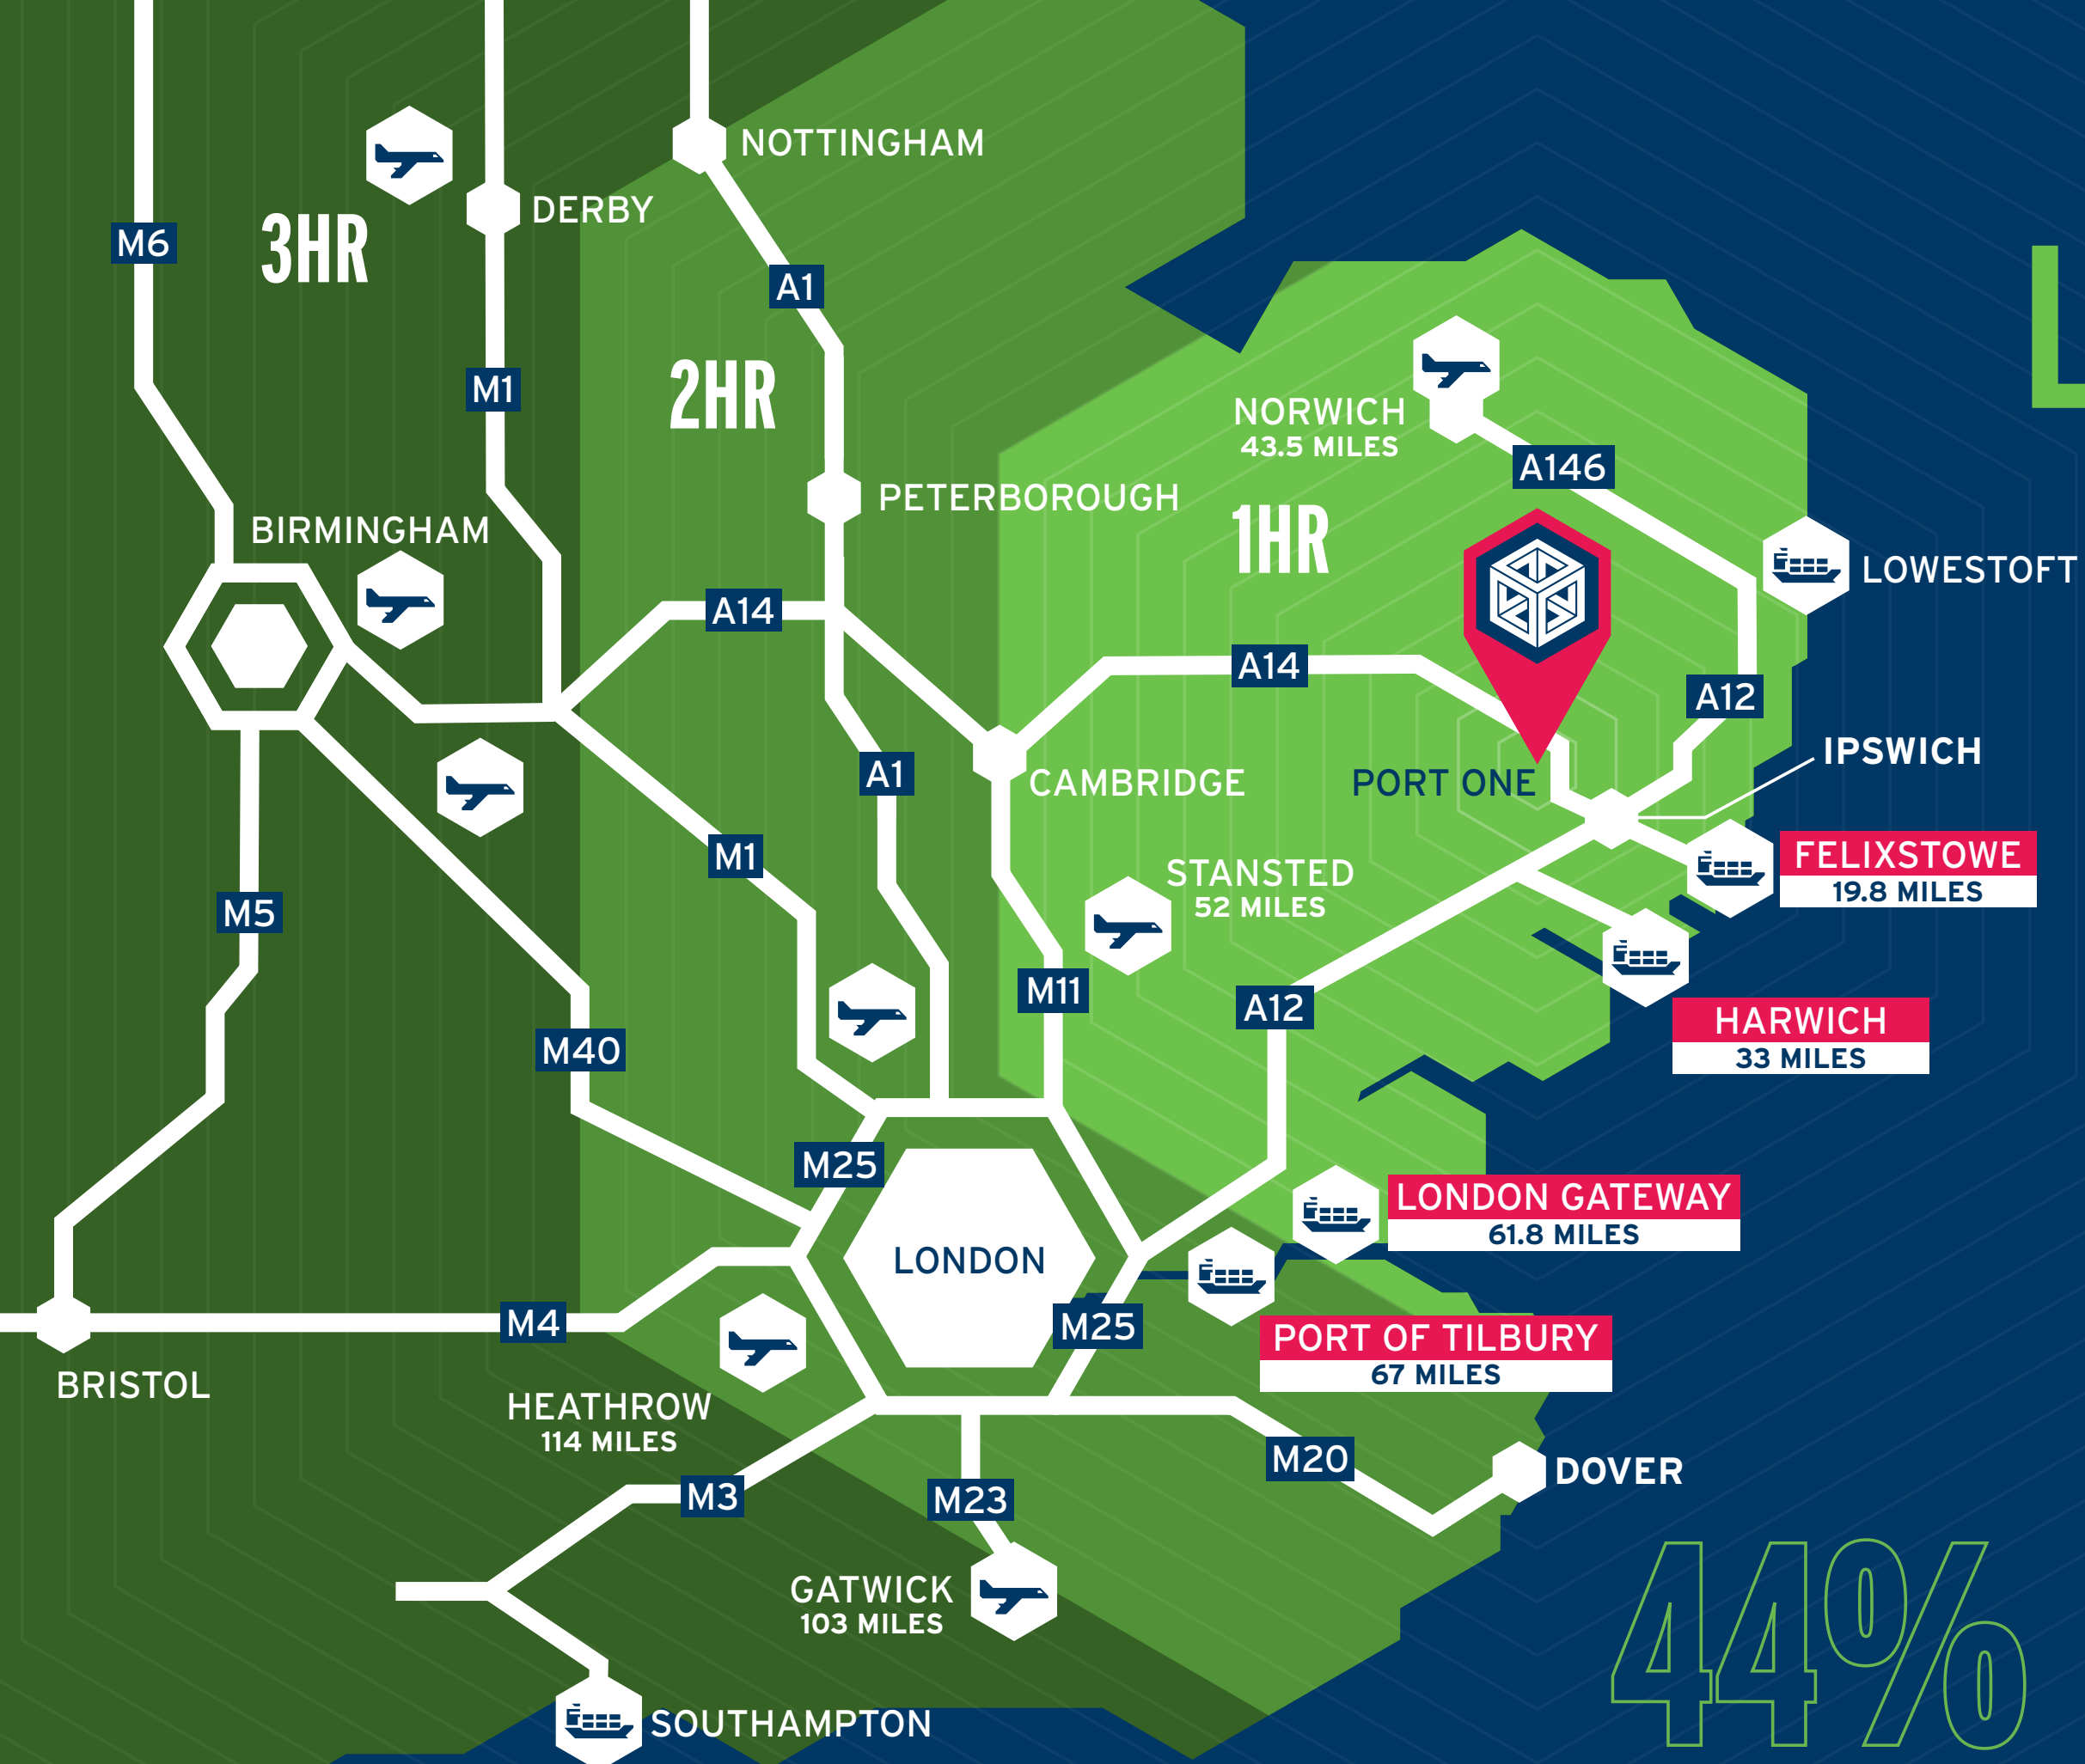 NOTTINGHAM
DERBY
M6
3HR
A1
L
M1
2HR
NORWICH
43.5 MILES
A146
PETERBOROUGH
BIRMINGHAM
1HR
LOWESTOFT
A14
A14
A12
IPSWICH
A1
CAMBRIDGE
PORT ONE
M1
FELIXSTOWE
19.8 MILES
STANSTED
52 MILES
M5
M11
A12
HARWICH
33 MILES
M40
M25
LONDON GATEWAY
61.8 MILES
LONDON
M4
M25
PORT OF TILBURY
67 MILES
BRISTOL
HEATHROW
114 MILES
M20
DOVER
M3
M23
GATWICK
103 MILES
44%
SOUTHAMPTON